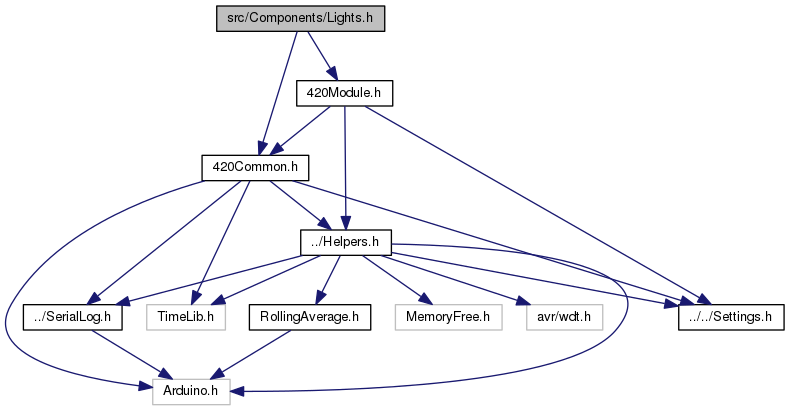 src/Components/Lights.h
420Module.h
420Common.h
../Helpers.h
../SerialLog.h
TimeLib.h
RollingAverage.h
MemoryFree.h
avr/wdt.h
../../Settings.h
Arduino.h